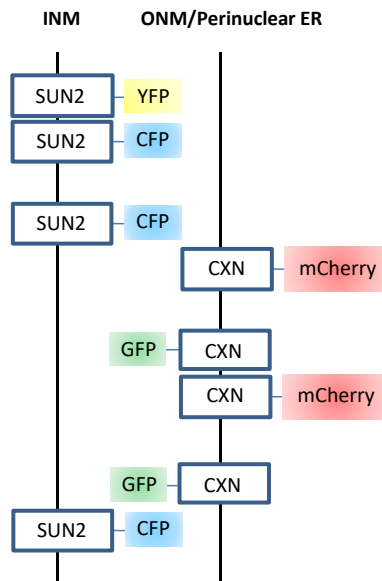 INM ONM/Perinuclear ER
SUN2 YFP
SUN2 CFP
SUN2 CFP
CXN mCherry
GFP CXN
CXN mCherry
GFP CXN
SUN2 CFP